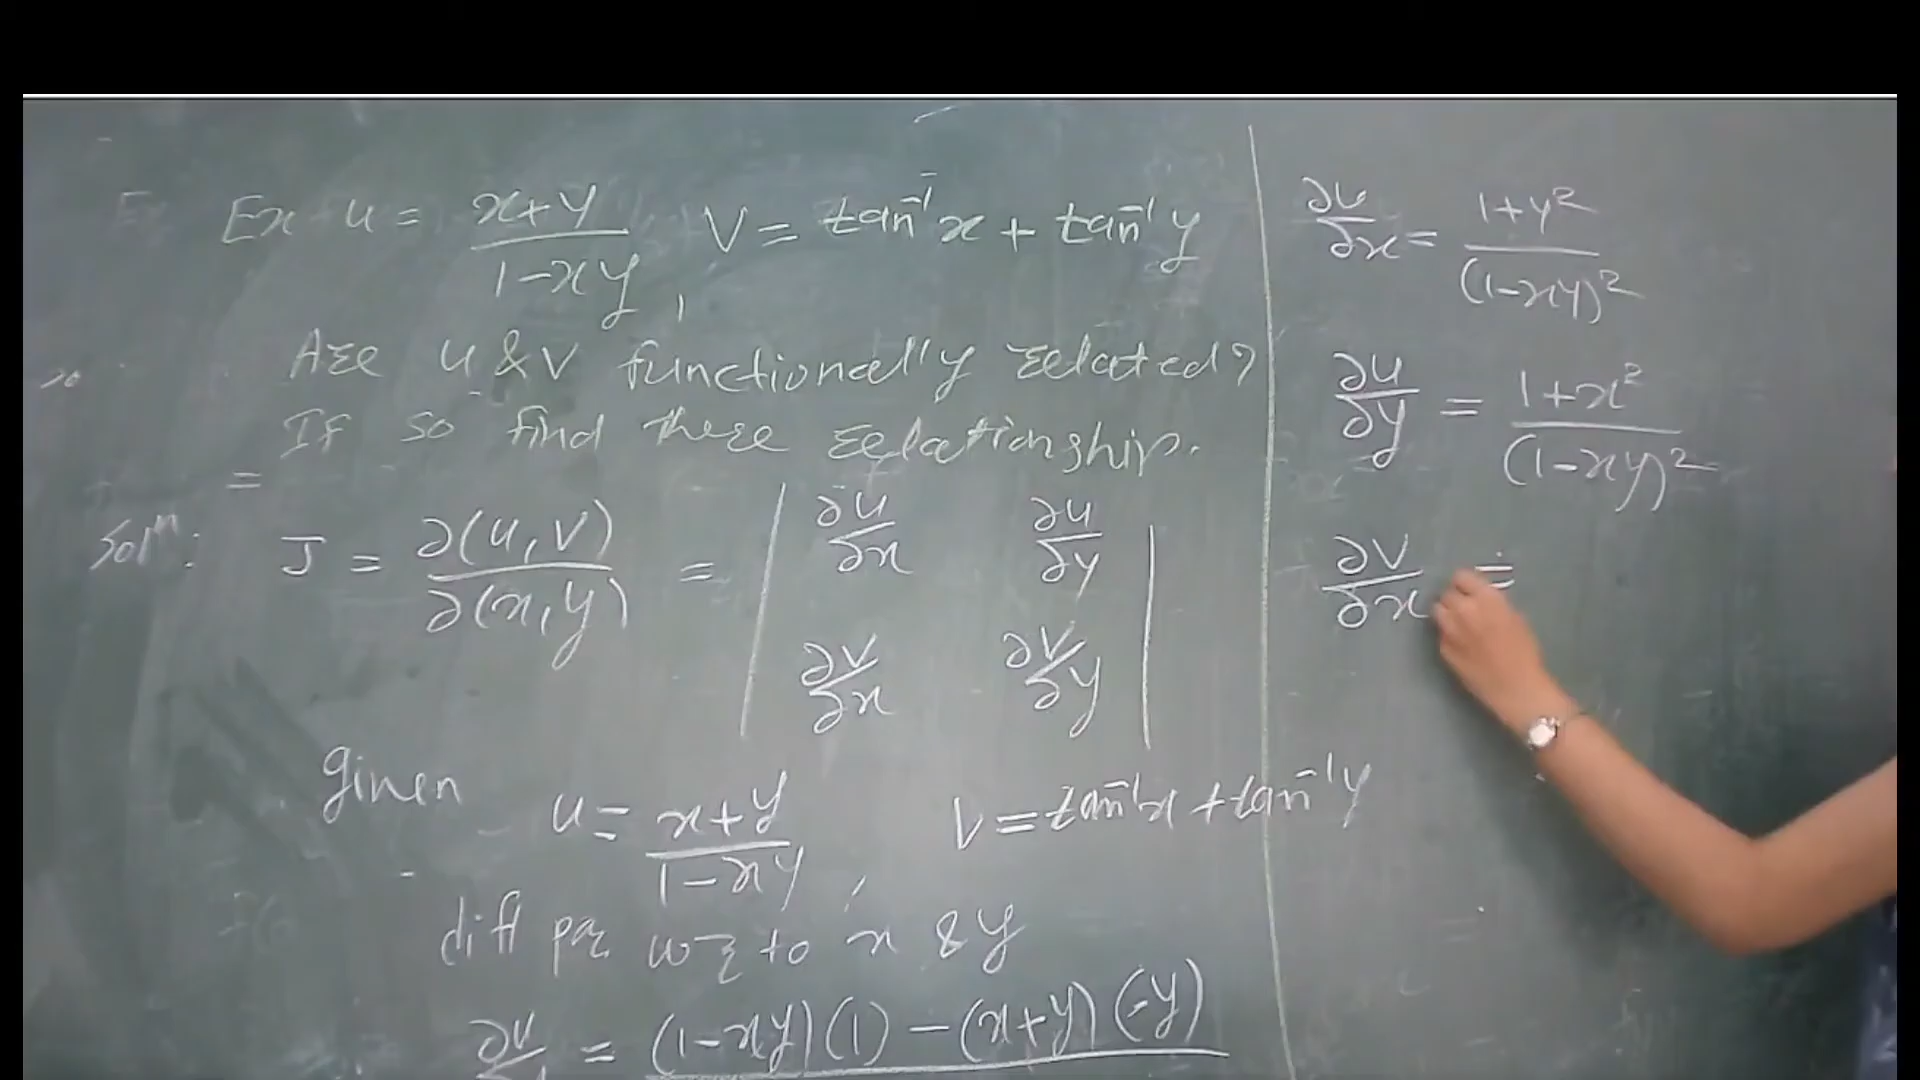 Ex u = x+y/1-xy, V = tan⁻¹x + tan⁻¹y
Are u & v functionally related?
If so find there relationship.
=
Solⁿ: J = ∂(u,v)/∂(x,y) = | ∂u/∂x ∂u/∂y |
| ∂v/∂x ∂v/∂y |
given u = x+y/1-xy, V = tan⁻¹x + tan⁻¹y
diff par w r to x & y
= (1-xy)(1) - (x+y)(-y)
∂u/∂x = 1+y²/(1-xy)²
∂u/∂y = 1+x²/(1-xy)²
∂v/∂x =